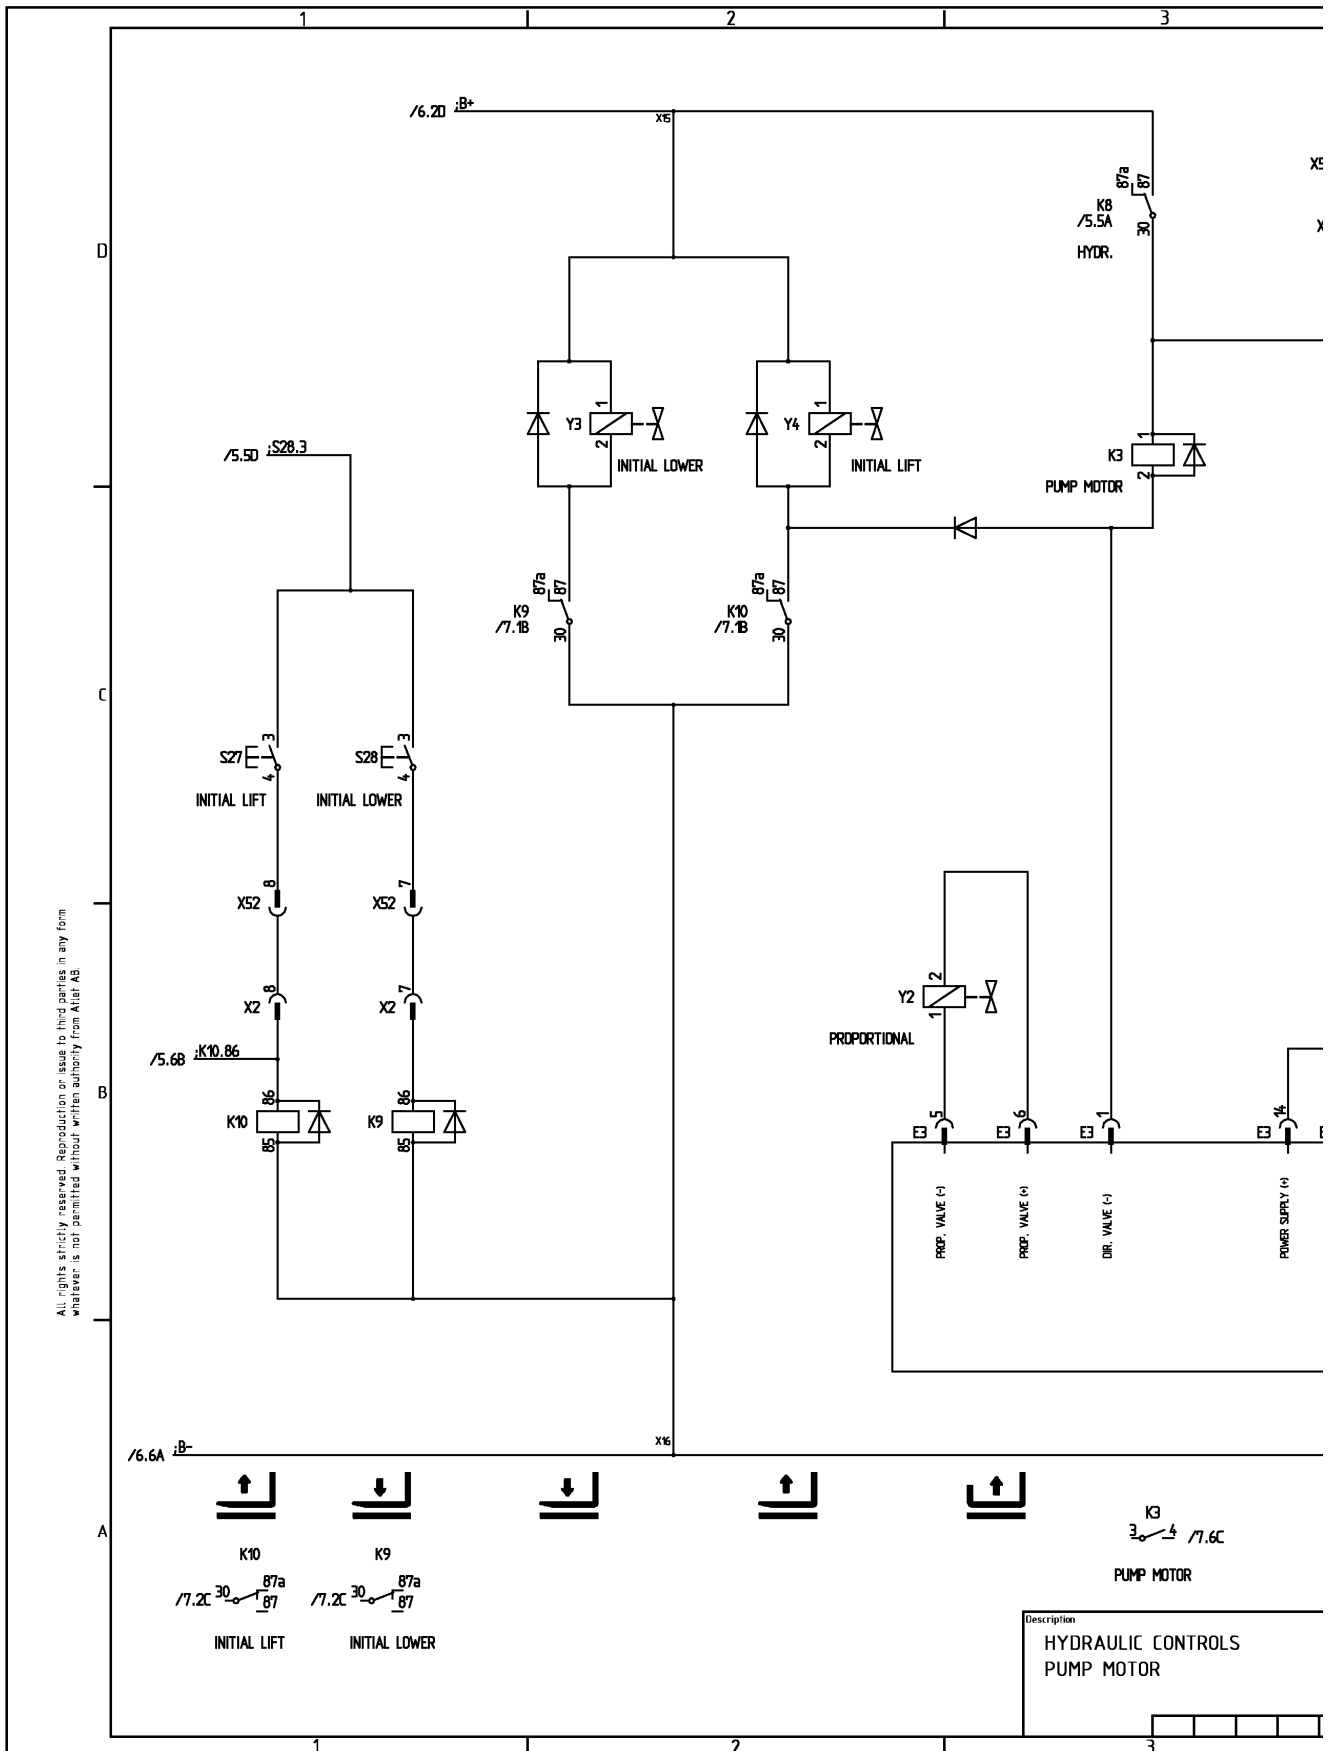 1
2
3
/6.2D ;B+
X15
87a
87
K8
/5.5A
30
HYDR.
D
1
Y3
2
INITIAL LOWER
1
Y4
2
INITIAL LIFT
/5.5D ;S28.3
1
K3
2
PUMP MOTOR
87a
87
K9
/7.1B
30
87a
87
K10
/7.1B
30
C
3
S27
4
INITIAL LIFT
3
S28
4
INITIAL LOWER
8
X52
7
X52
8
X2
7
X2
2
Y2
1
PROPORTIONAL
/5.6B ;K10.86
B
86
K10
85
86
K9
85
5
E3
6
E3
1
E3
14
E3
PROP. VALVE (-)
PROP. VALVE (+)
DIR. VALVE (-)
POWER SUPPLY (+)
All rights strictly reserved. Reproduction or issue to third parties in any form
whatever is not permitted without written authority from Atlet AB.
/6.6A ;B-
X16
A
K10
/7.2C 30 87a
87
INITIAL LIFT
K9
/7.2C 30 87a
87
INITIAL LOWER
K3
3 4 /7.6C
PUMP MOTOR
Description
HYDRAULIC CONTROLS
PUMP MOTOR
1
2
3